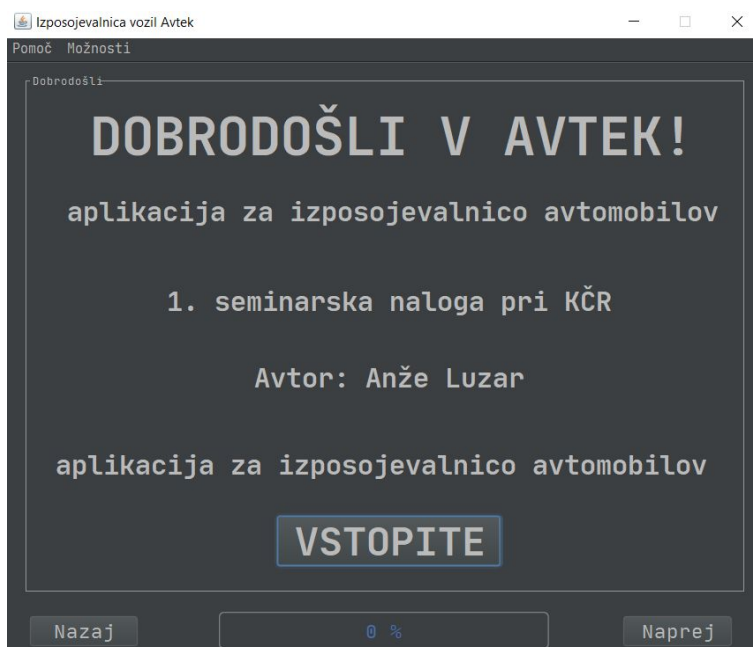 Izposojevalnica vozil Avtek
Pomoč Možnosti
Dobrodošli
DOBRODOŠLI V AVTEK!
aplikacija za izposojevalnico avtomobilov
1. seminarska naloga pri KČR
Avtor: Anže Luzar
aplikacija za izposojevalnico avtomobilov
VSTOPITE
Nazaj 0 % Naprej